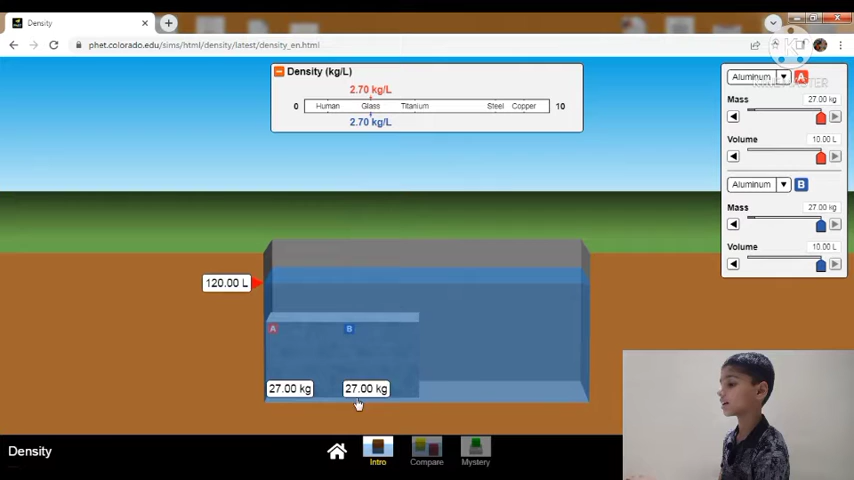 Density
phet.colorado.edu/sims/html/density/latest/density_en.html
Density (kg/L)
2.70 kg/L
0 Human Glass Titanium Steel Copper 10
2.70 kg/L
Aluminum A
Mass 27.00 kg
Volume 10.00 L
Aluminum B
Mass 27.00 kg
Volume 10.00 L
120.00 L
A B
27.00 kg 27.00 kg
Density
Intro Compare Mystery